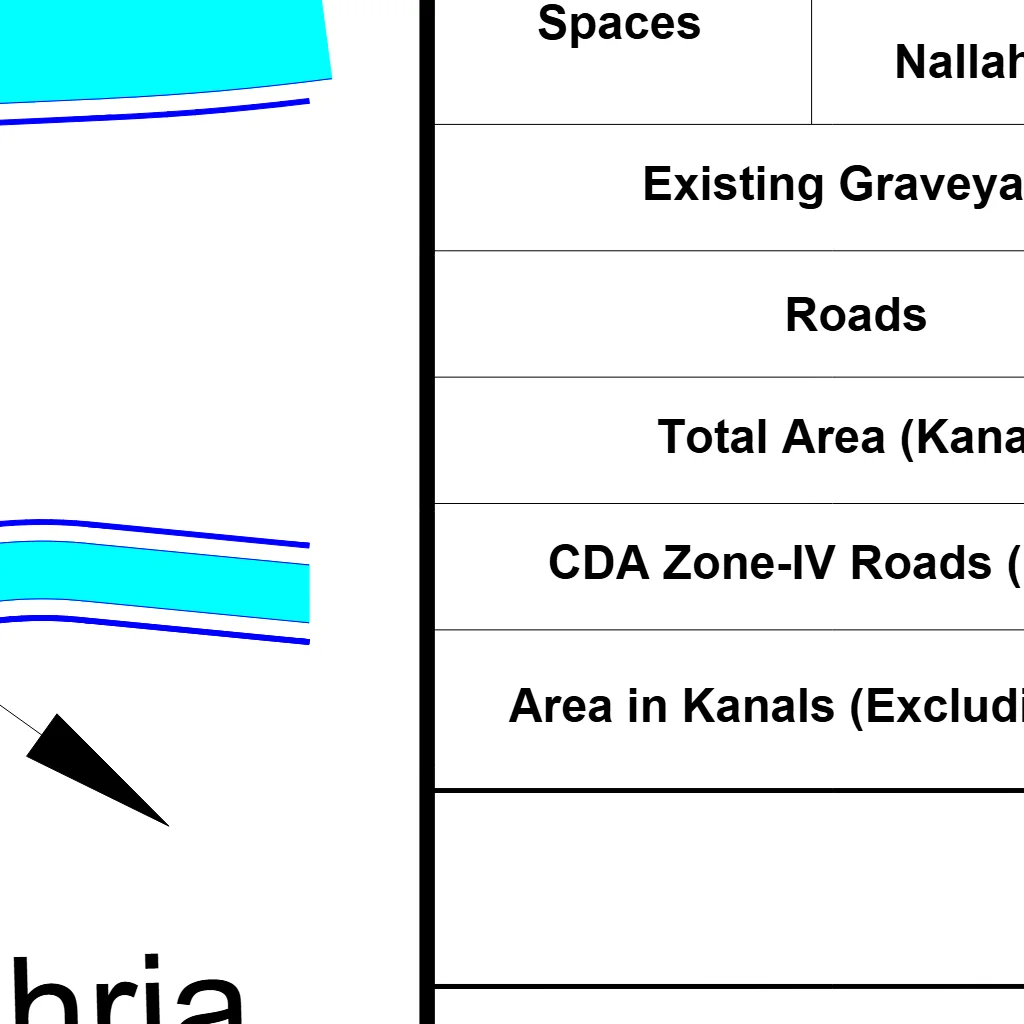 Spaces
Nallah
Existing Graveya
Roads
Total Area (Kana
CDA Zone-IV Roads (
Area in Kanals (Excludi
hria